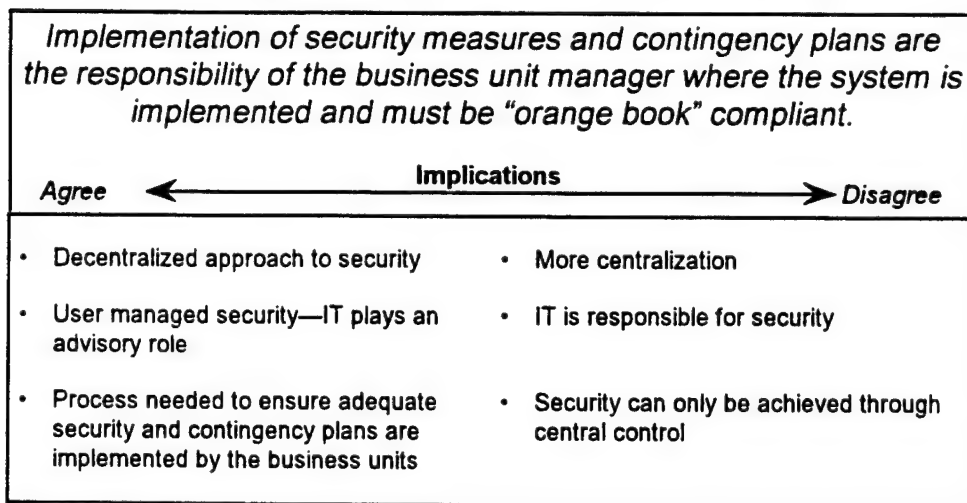 Implementation of security measures and contingency plans are
the responsibility of the business unit manager where the system is
implemented and must be “orange book” compliant.
Implications
Agree
Disagree
• Decentralized approach to security
• User managed security—IT plays an
advisory role
• Process needed to ensure adequate
security and contingency plans are
implemented by the business units
• More centralization
• IT is responsible for security
• Security can only be achieved through
central control